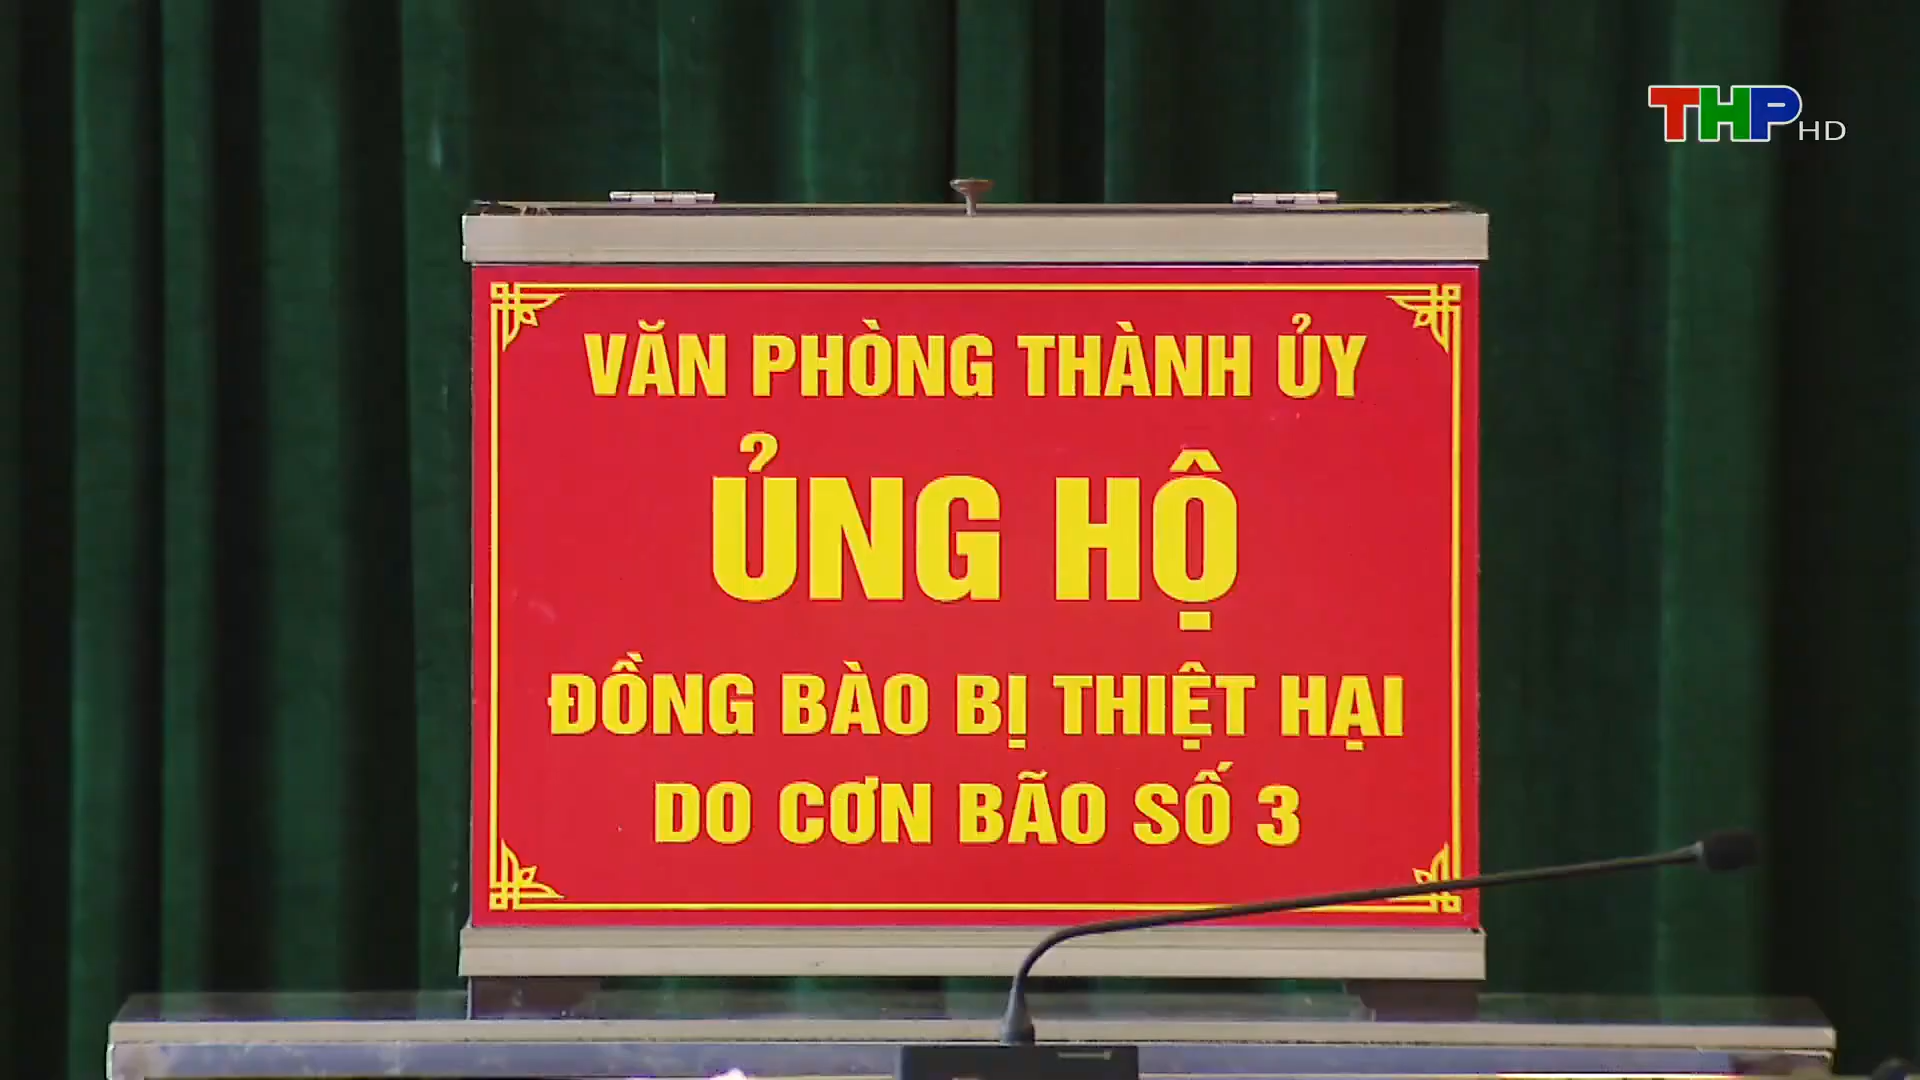 THP HD
VĂN PHÒNG THÀNH ỦY
ỦNG HỘ
ĐỒNG BÀO BỊ THIỆT HẠI
DO CƠN BÃO SỐ 3